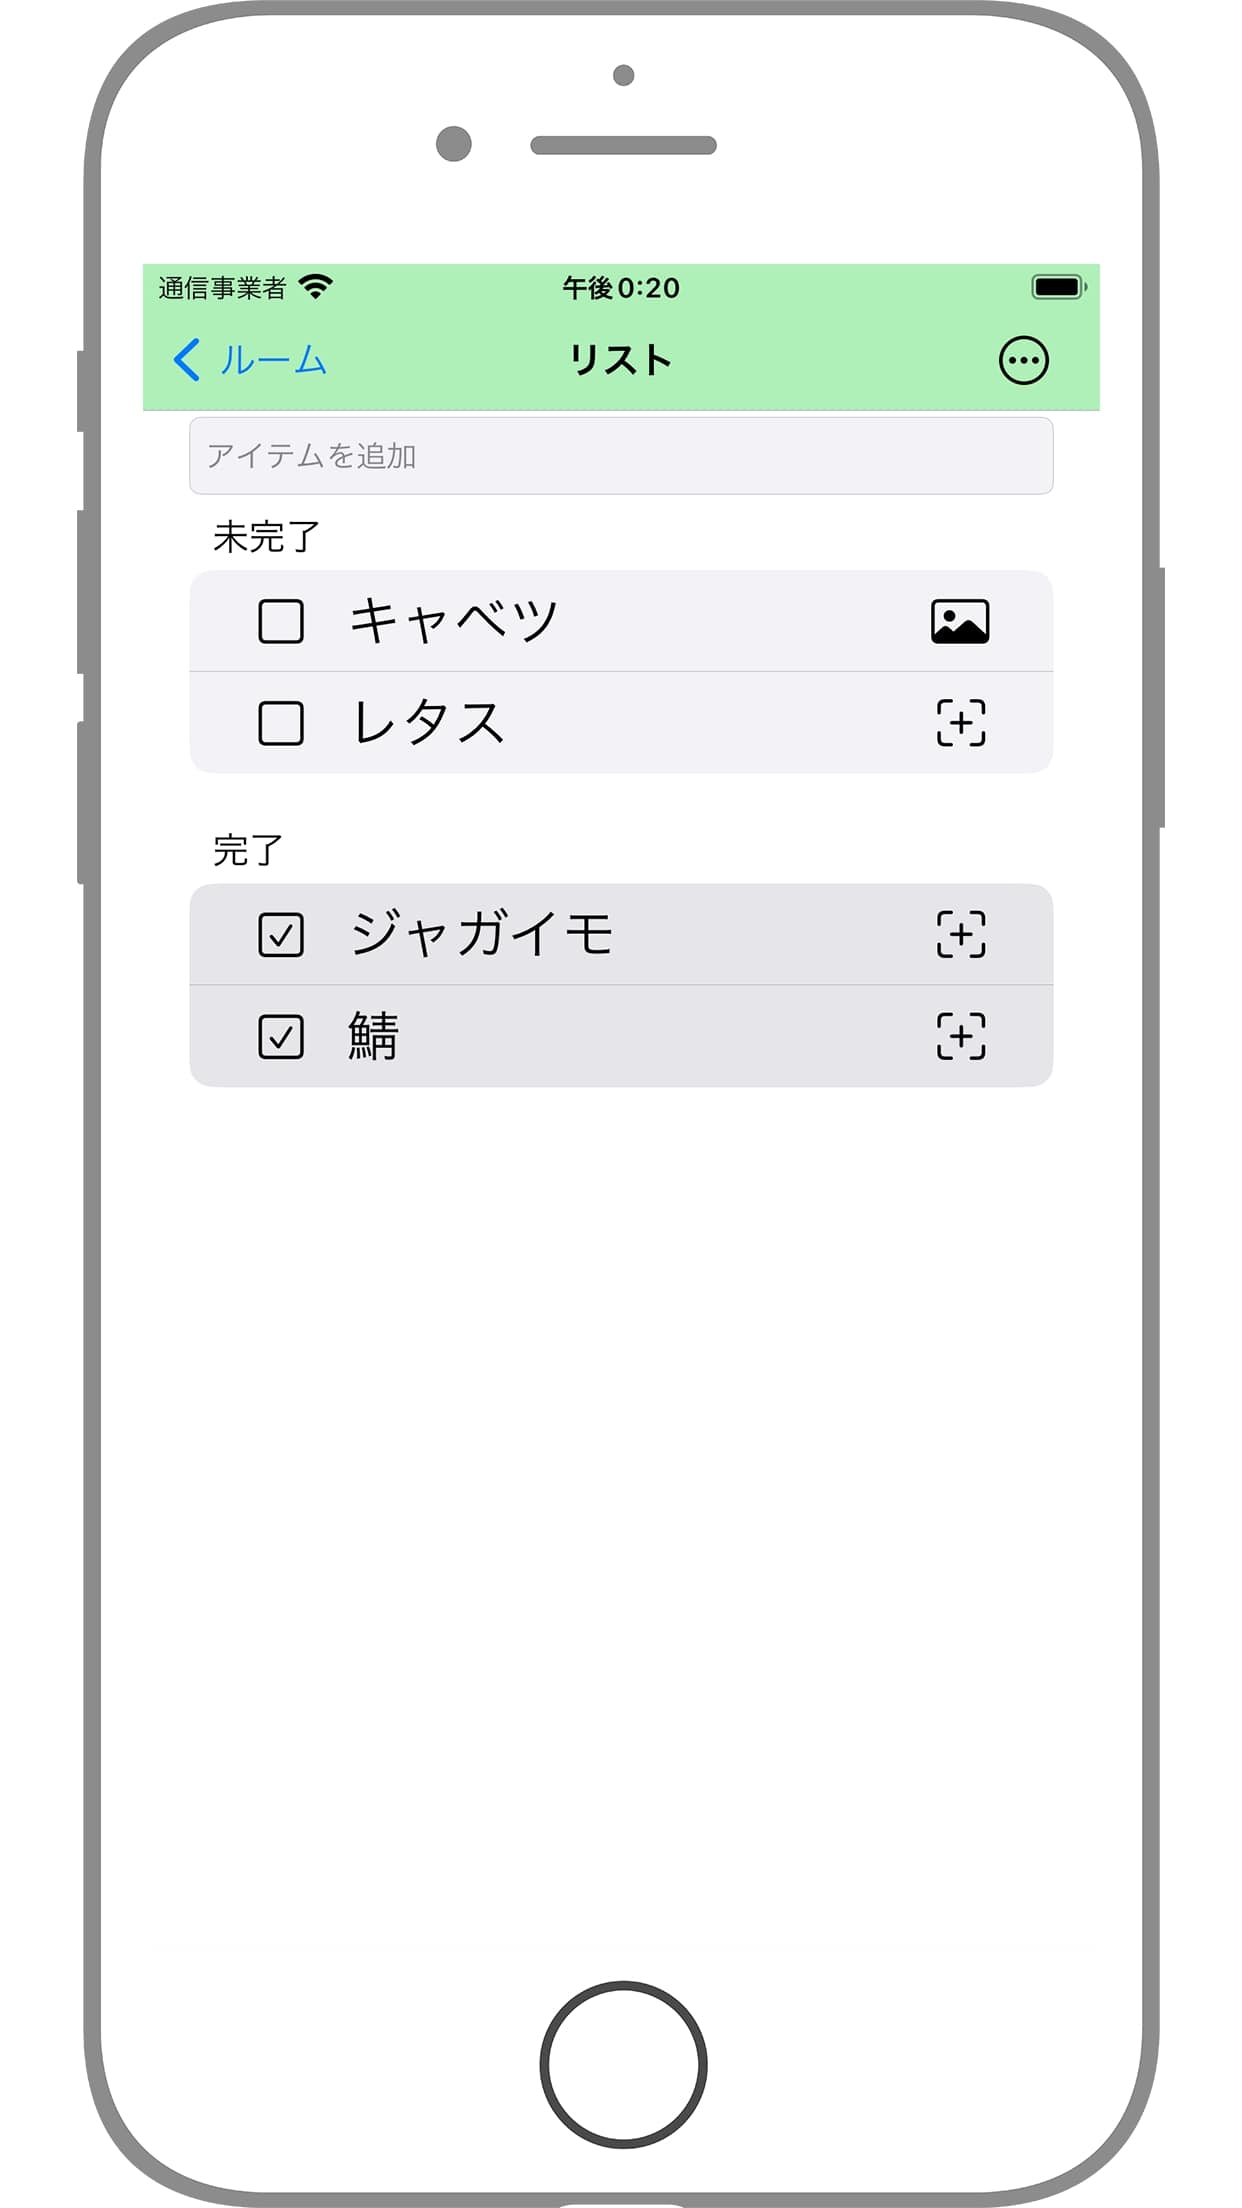 通信事業者 午後0:20
ルーム リスト
アイテムを追加
未完了
キャベツ
レタス
完了
ジャガイモ
鯖